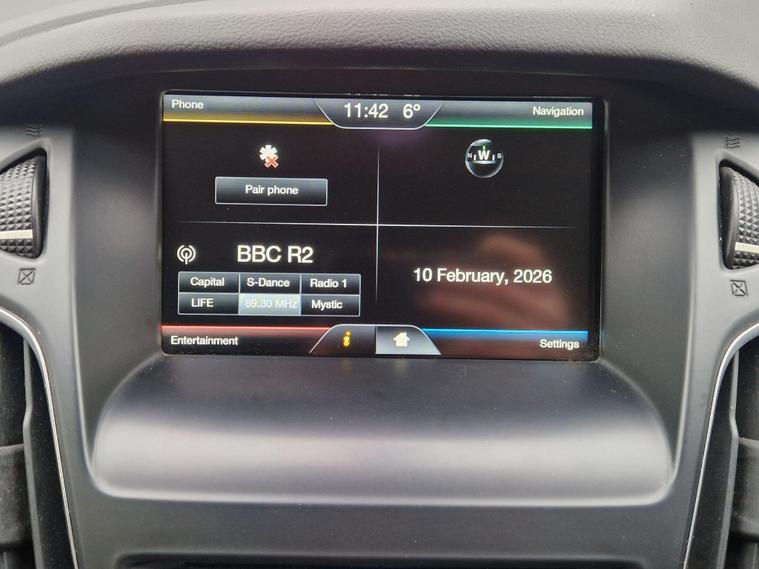 Phone
11:42 6°
Navigation
Pair phone
N W S
BBC R2
Capital S-Dance Radio 1
LIFE 89.30 MHz Mystic
10 February, 2026
Entertainment
i
Settings